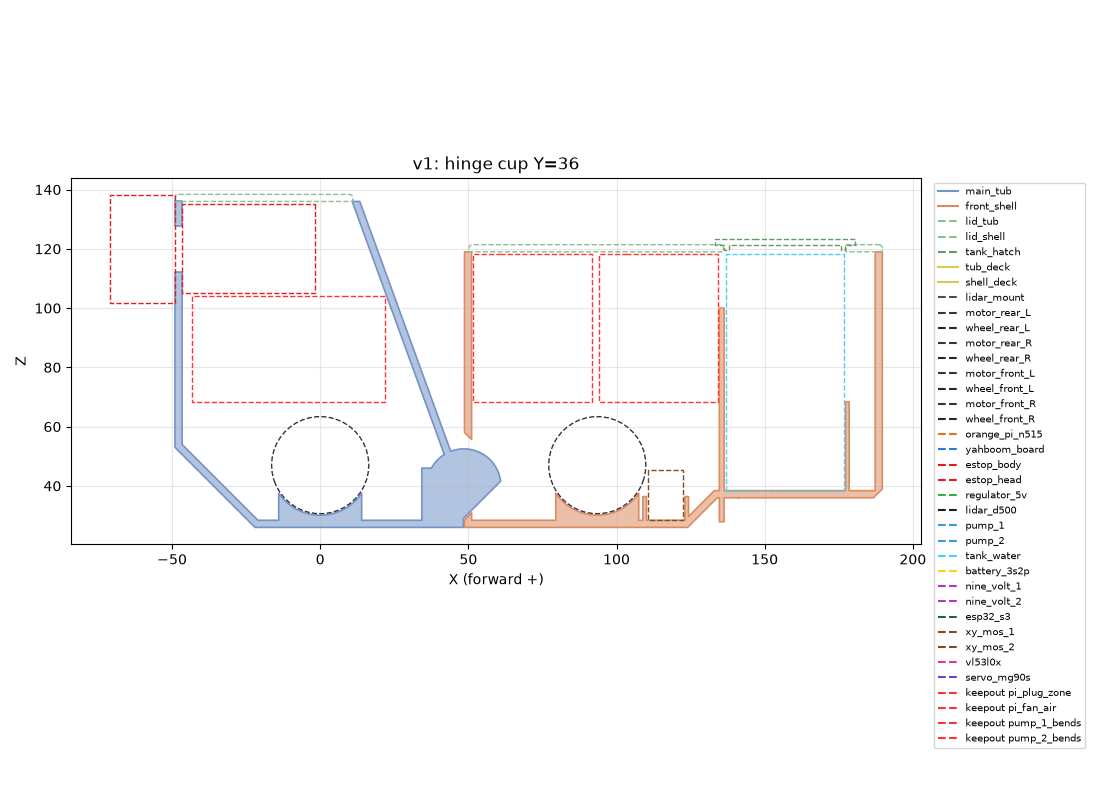 v1: hinge cup Y=36
140
120
100
80
60
40
Z
−50
0
50
100
150
200
X (forward +)
main_tub
front_shell
lid_tub
lid_shell
tank_hatch
tub_deck
shell_deck
lidar_mount
motor_rear_L
wheel_rear_L
motor_rear_R
wheel_rear_R
motor_front_L
wheel_front_L
motor_front_R
wheel_front_R
orange_pi_n515
yahboom_board
estop_body
estop_head
regulator_5v
lidar_d500
pump_1
pump_2
tank_water
battery_3s2p
nine_volt_1
nine_volt_2
esp32_s3
xy_mos_1
xy_mos_2
vl53l0x
servo_mg90s
keepout pi_plug_zone
keepout pi_fan_air
keepout pump_1_bends
keepout pump_2_bends